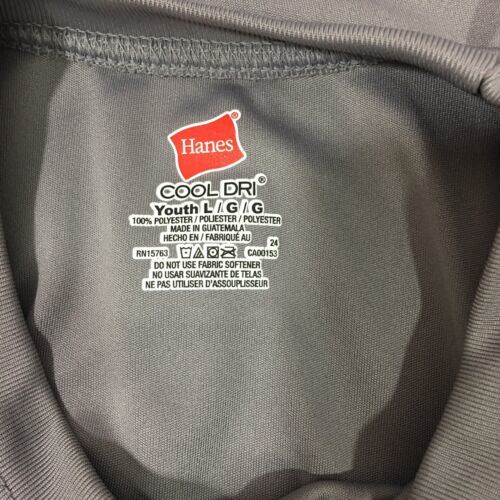 Hanes®
COOL DRI®
Youth L / G / G
100% POLYESTER / POLIESTER / POLYESTER
MADE IN GUATEMALA
HECHO EN / FABRIQUÉ AU
24
RN15763 CA00153
DO NOT USE FABRIC SOFTENER
NO USAR SUAVIZANTE DE TELAS
NE PAS UTILISER D'ASSOUPLISSEUR